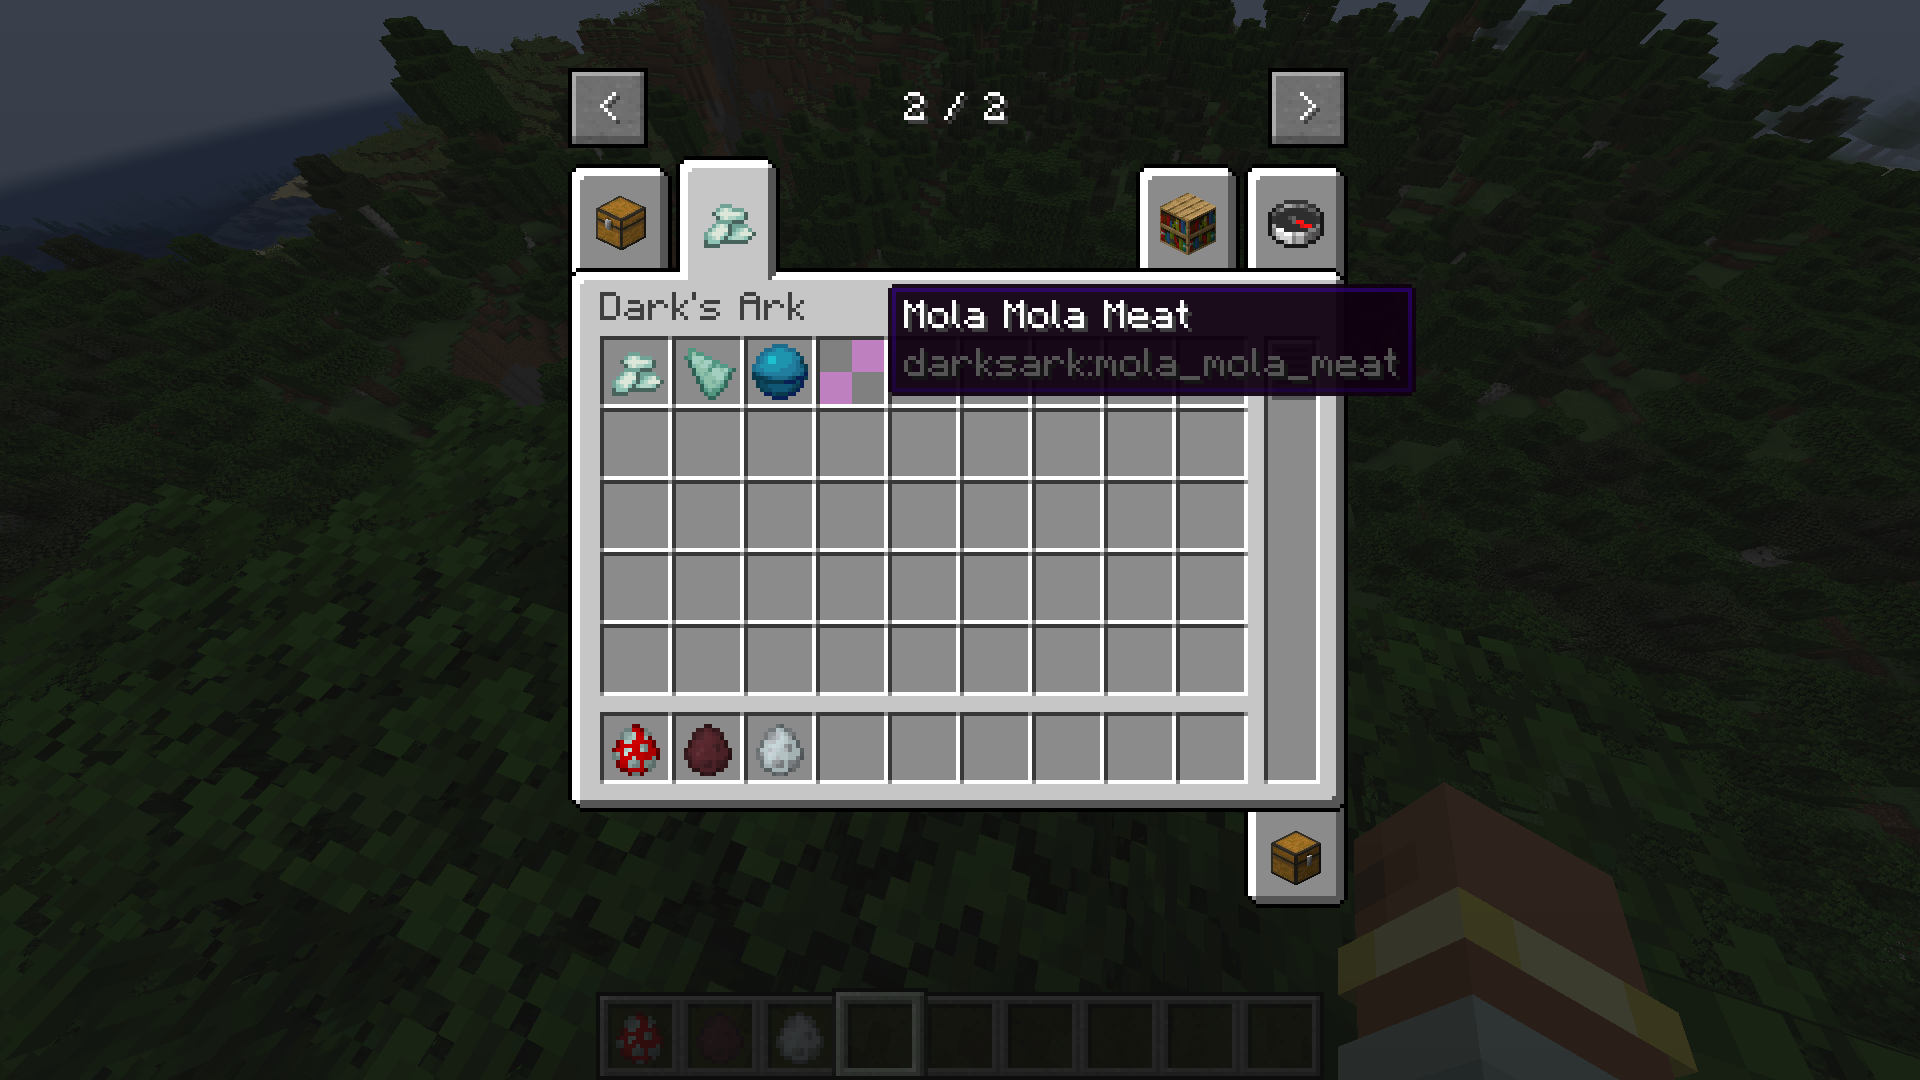 2 / 2
Dark's Ark
Mola Mola Meat
darksark:mola_mola_meat